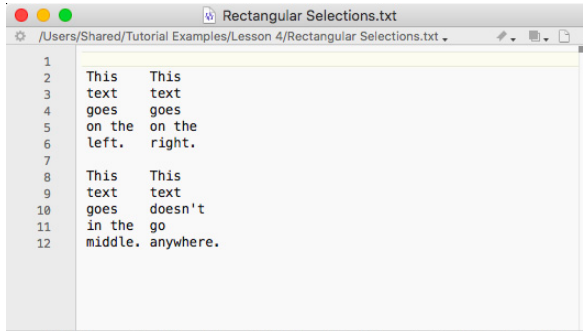 Rectangular Selections.txt
/Users/Shared/Tutorial Examples/Lesson 4/Rectangular Selections.txt
1
2 This This
3 text text
4 goes goes
5 on the on the
6 left. right.
7
8 This This
9 text text
10 goes doesn't
11 in the go
12 middle. anywhere.